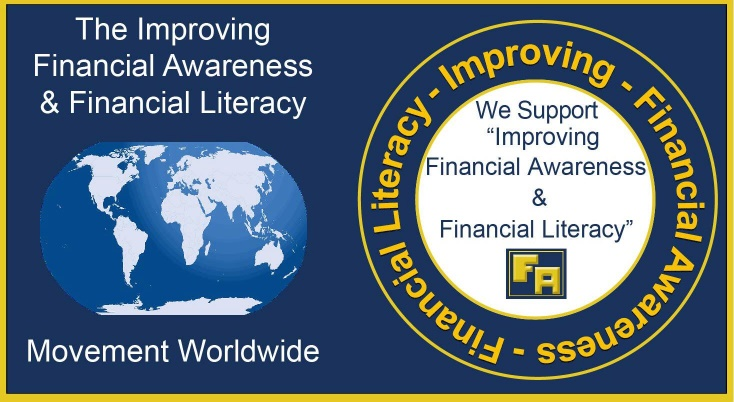 The Improving
Financial Awareness
& Financial Literacy
Movement Worldwide
Improving - Financial Awareness - Financial Literacy -
We Support
“Improving
Financial Awareness
&
Financial Literacy”
FA